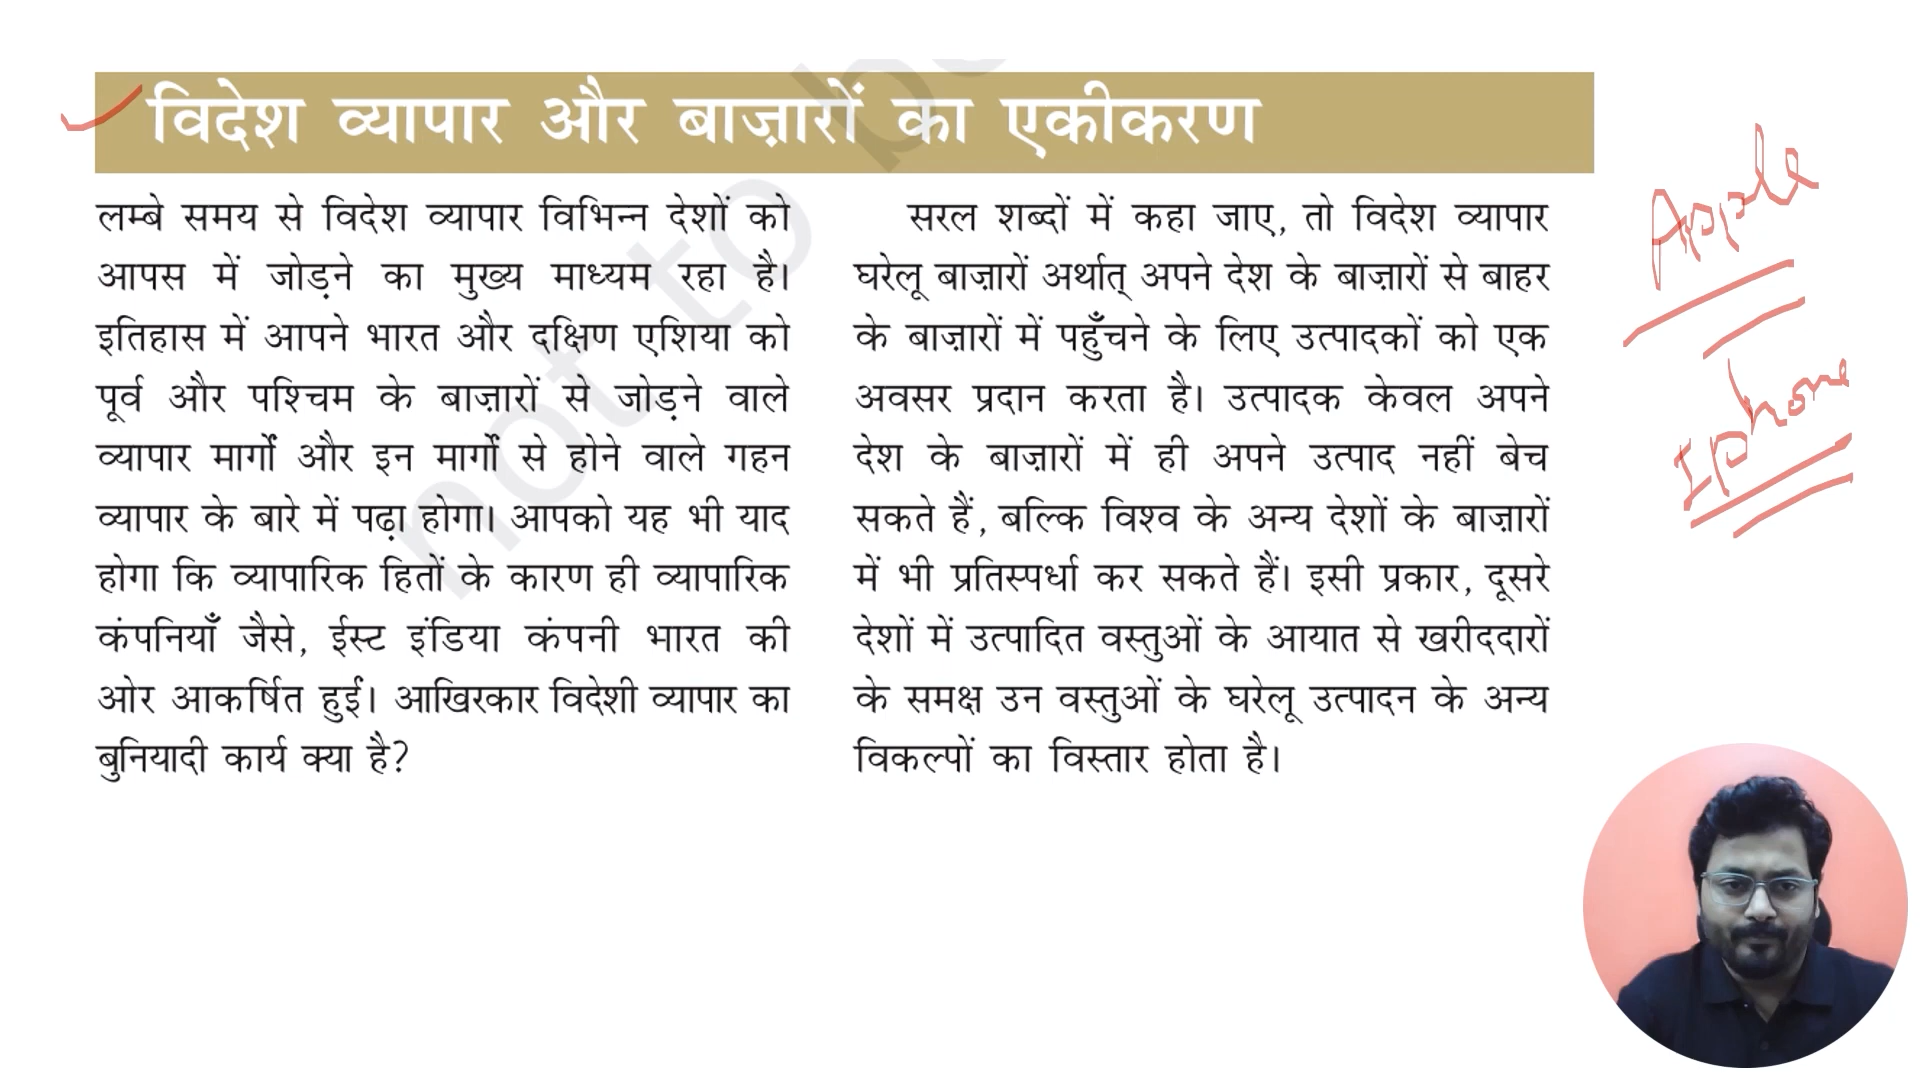 विदेश व्यापार और बाज़ारों का एकीकरण
लम्बे समय से विदेश व्यापार विभिन्न देशों को
आपस में जोड़ने का मुख्य माध्यम रहा है।
इतिहास में आपने भारत और दक्षिण एशिया को
पूर्व और पश्चिम के बाज़ारों से जोड़ने वाले
व्यापार मार्गों और इन मार्गों से होने वाले गहन
व्यापार के बारे में पढ़ा होगा। आपको यह भी याद
होगा कि व्यापारिक हितों के कारण ही व्यापारिक
कंपनियाँ जैसे, ईस्ट इंडिया कंपनी भारत की
ओर आकर्षित हुईं। आखिरकार विदेशी व्यापार का
बुनियादी कार्य क्या है?
सरल शब्दों में कहा जाए, तो विदेश व्यापार
घरेलू बाज़ारों अर्थात् अपने देश के बाज़ारों से बाहर
के बाज़ारों में पहुँचने के लिए उत्पादकों को एक
अवसर प्रदान करता है। उत्पादक केवल अपने
देश के बाज़ारों में ही अपने उत्पाद नहीं बेच
सकते हैं, बल्कि विश्व के अन्य देशों के बाज़ारों
में भी प्रतिस्पर्धा कर सकते हैं। इसी प्रकार, दूसरे
देशों में उत्पादित वस्तुओं के आयात से खरीददारों
के समक्ष उन वस्तुओं के घरेलू उत्पादन के अन्य
विकल्पों का विस्तार होता है।
Apple
Iphone
not to be